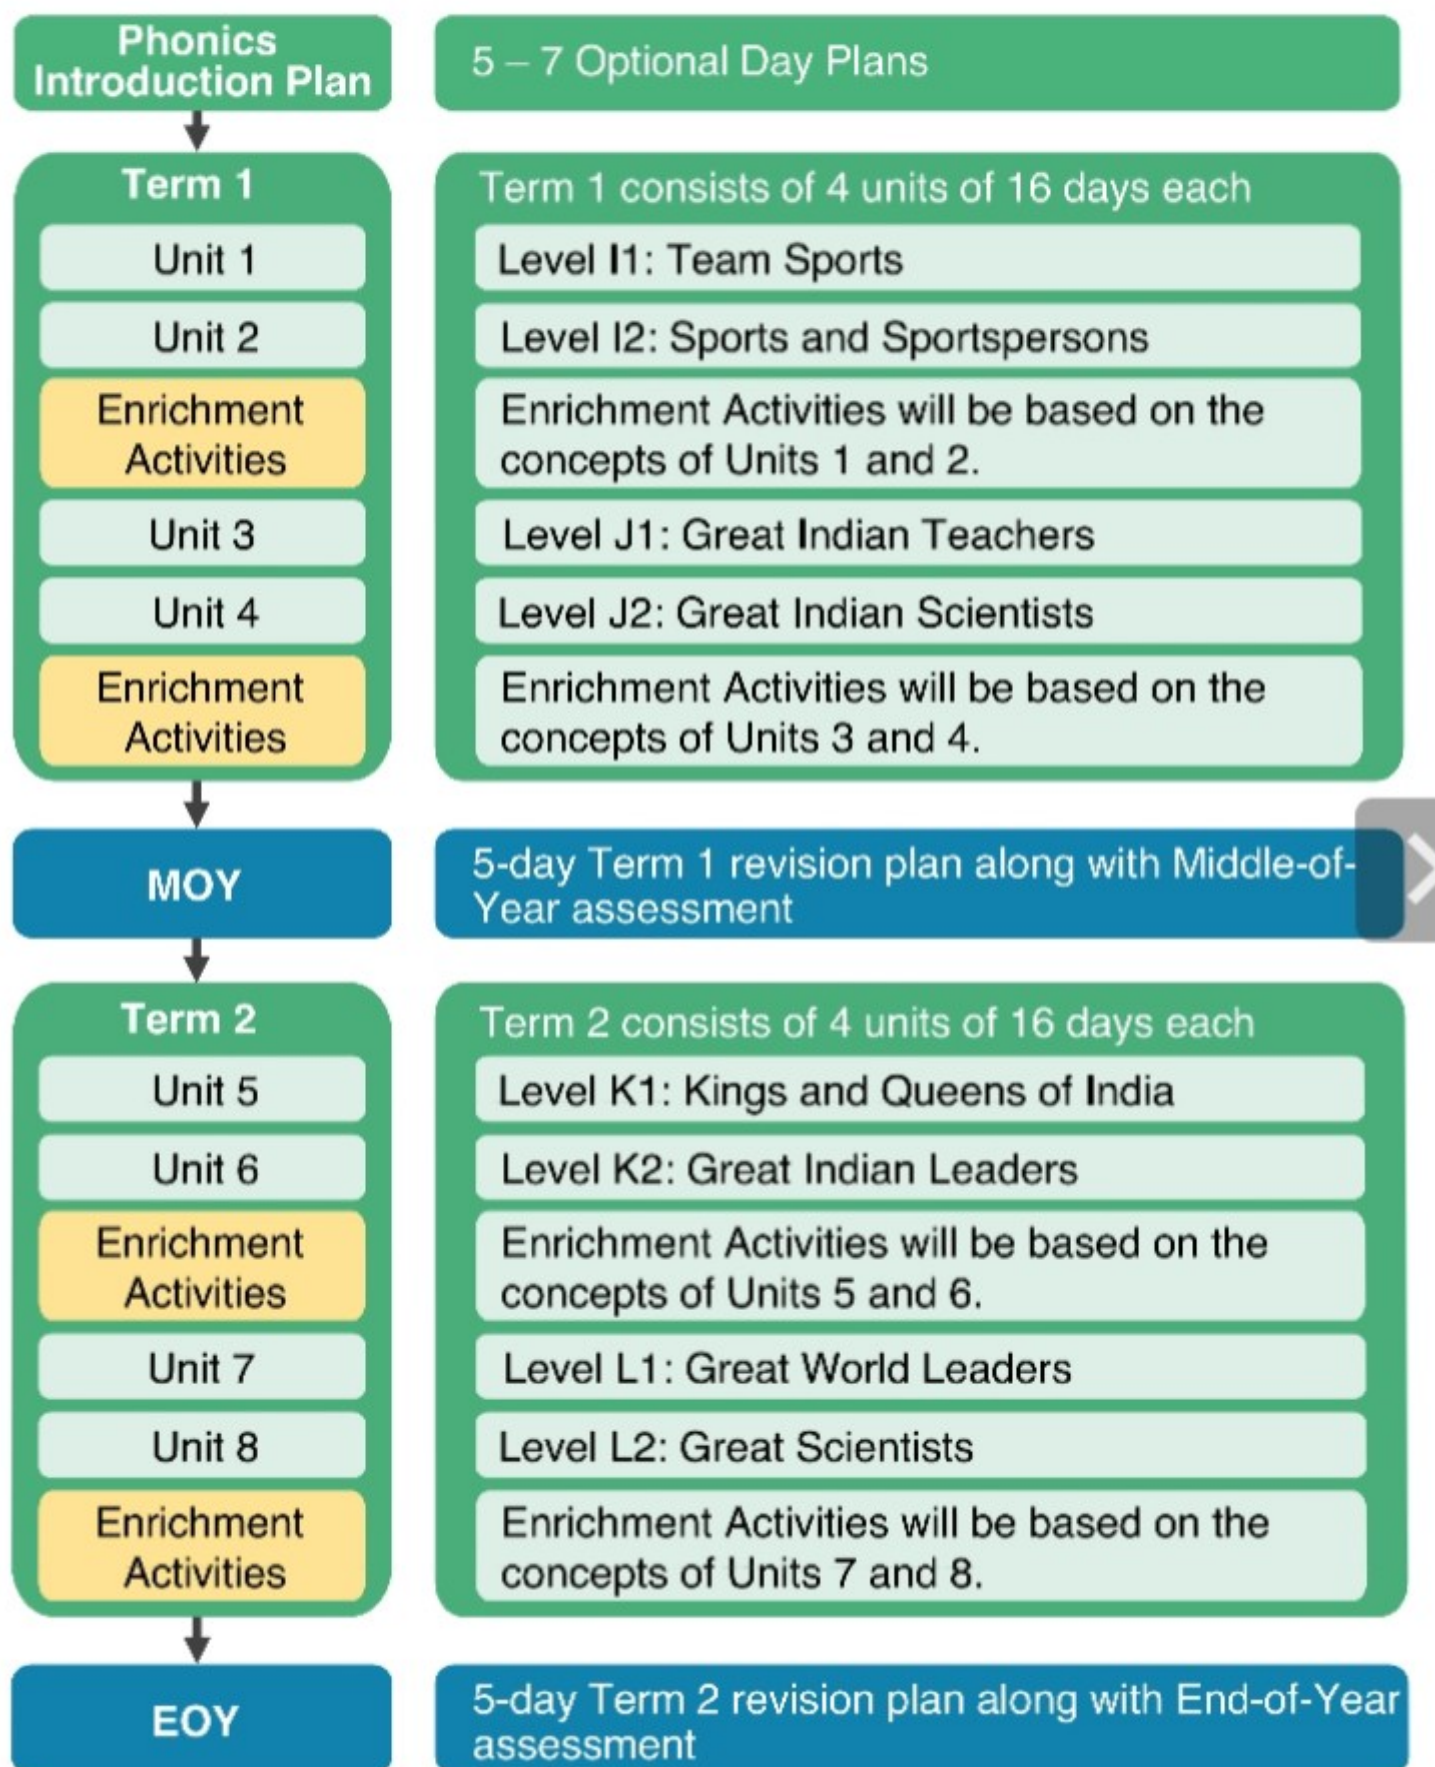 Phonics
Introduction Plan
5 – 7 Optional Day Plans
Term 1
Term 1 consists of 4 units of 16 days each
Unit 1
Level I1: Team Sports
Unit 2
Level I2: Sports and Sportspersons
Enrichment
Activities
Enrichment Activities will be based on the
concepts of Units 1 and 2.
Unit 3
Level J1: Great Indian Teachers
Unit 4
Level J2: Great Indian Scientists
Enrichment
Activities
Enrichment Activities will be based on the
concepts of Units 3 and 4.
MOY
5-day Term 1 revision plan along with Middle-of-
Year assessment
Term 2
Term 2 consists of 4 units of 16 days each
Unit 5
Level K1: Kings and Queens of India
Unit 6
Level K2: Great Indian Leaders
Enrichment
Activities
Enrichment Activities will be based on the
concepts of Units 5 and 6.
Unit 7
Level L1: Great World Leaders
Unit 8
Level L2: Great Scientists
Enrichment
Activities
Enrichment Activities will be based on the
concepts of Units 7 and 8.
EOY
5-day Term 2 revision plan along with End-of-Year
assessment